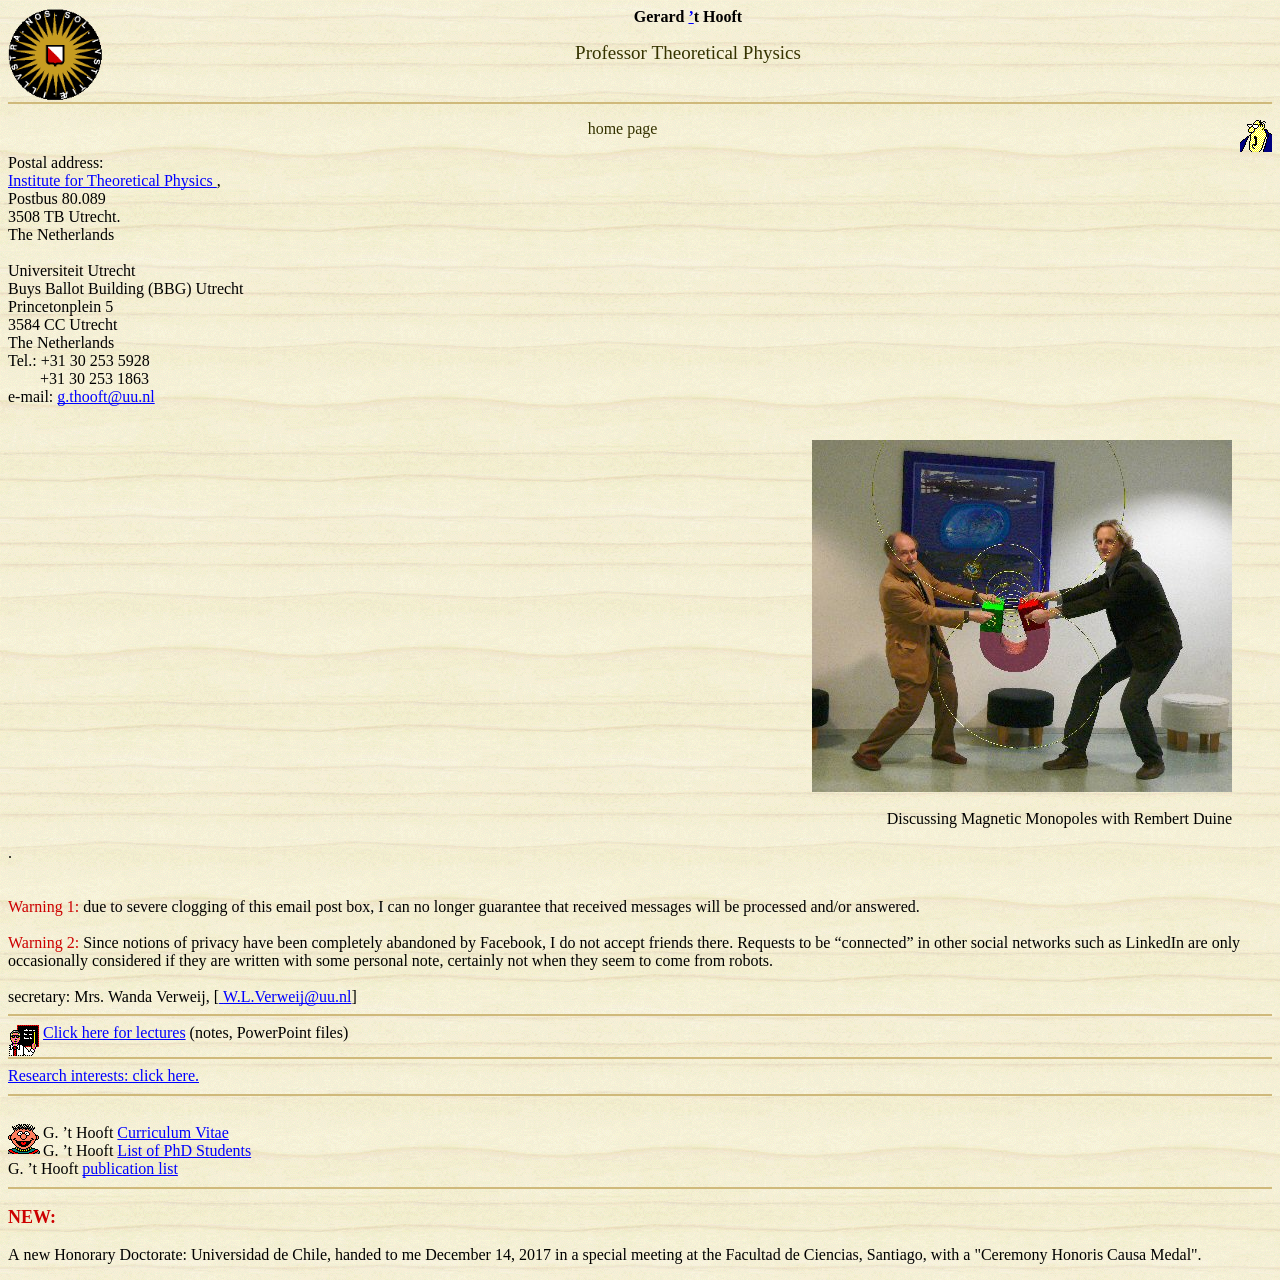 SOL·IVSTITIÆ·ILLVSTRA·NOS·
Gerard ’t Hooft
Professor Theoretical Physics
home page
Postal address:
Institute for Theoretical Physics ,
Postbus 80.089
3508 TB Utrecht.
The Netherlands
Universiteit Utrecht
Buys Ballot Building (BBG) Utrecht
Princetonplein 5
3584 CC Utrecht
The Netherlands
Tel.: +31 30 253 5928
+31 30 253 1863
e-mail: g.thooft@uu.nl
Discussing Magnetic Monopoles with Rembert Duine
.
Warning 1: due to severe clogging of this email post box, I can no longer guarantee that received messages will be processed and/or answered.
Warning 2: Since notions of privacy have been completely abandoned by Facebook, I do not accept friends there. Requests to be “connected” in other social networks such as LinkedIn are only
occasionally considered if they are written with some personal note, certainly not when they seem to come from robots.
secretary: Mrs. Wanda Verweij, [ W.L.Verweij@uu.nl]
Click here for lectures (notes, PowerPoint files)
Research interests: click here.
G. ’t Hooft Curriculum Vitae
G. ’t Hooft List of PhD Students
G. ’t Hooft publication list
NEW:
A new Honorary Doctorate: Universidad de Chile, handed to me December 14, 2017 in a special meeting at the Facultad de Ciencias, Santiago, with a "Ceremony Honoris Causa Medal".